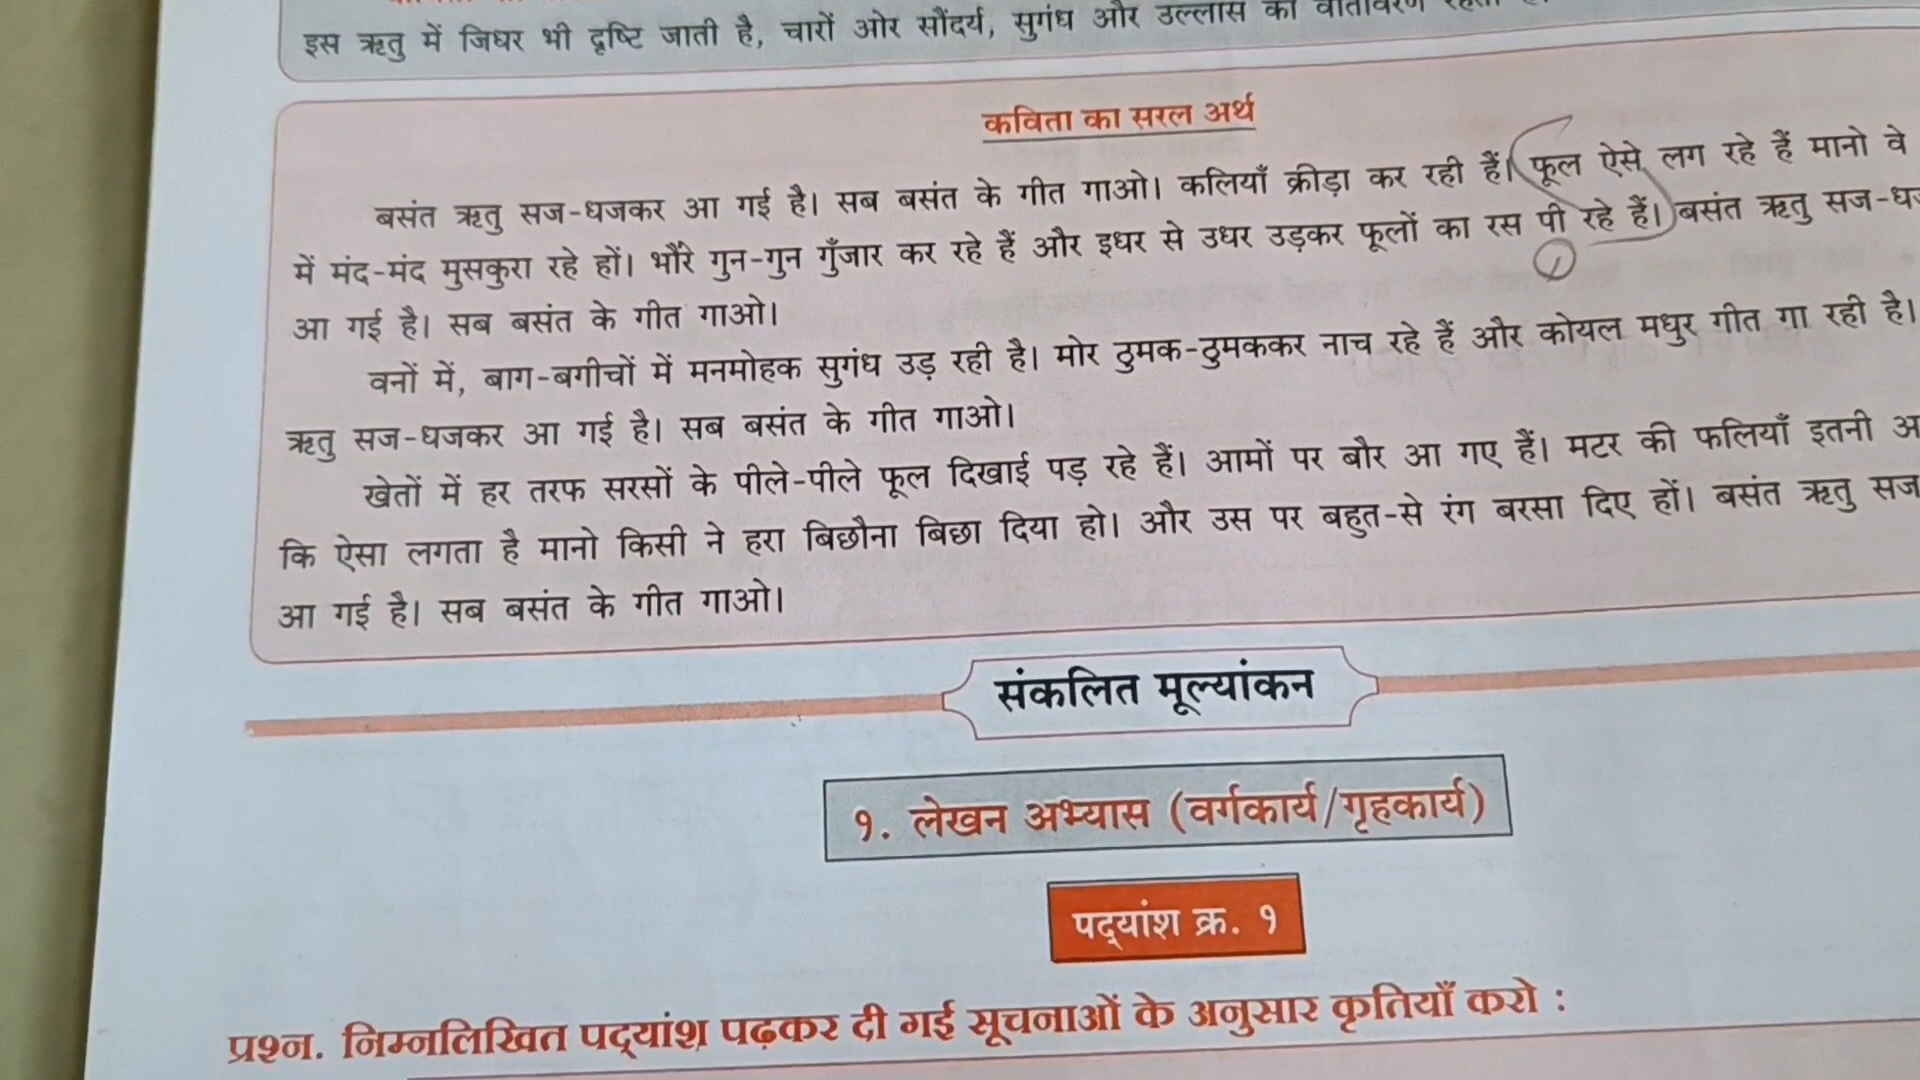 इस ऋतु में जिधर भी दृष्टि जाती है, चारों ओर सौंदर्य, सुगंध और उल्लास का वातावरण
कविता का सरल अर्थ
बसंत ऋतु सज-धजकर आ गई है। सब बसंत के गीत गाओ। कलियाँ क्रीड़ा कर रही हैं। फूल ऐसे लग रहे हैं मानो वे
में मंद-मंद मुसकुरा रहे हों। भौंरे गुन-गुन गुँजार कर रहे हैं और इधर से उधर उड़कर फूलों का रस पी रहे हैं। बसंत ऋतु
आ गई है। सब बसंत के गीत गाओ।
वनों में, बाग-बगीचों में मनमोहक सुगंध उड़ रही है। मोर ठुमक-ठुमककर नाच रहे हैं और कोयल मधुर गीत गा रही है।
ऋतु सज-धजकर आ गई है। सब बसंत के गीत गाओ।
खेतों में हर तरफ सरसों के पीले-पीले फूल दिखाई पड़ रहे हैं। आमों पर बौर आ गए हैं। मटर की फलियाँ इतनी
कि ऐसा लगता है मानो किसी ने हरा बिछौना बिछा दिया हो। और उस पर बहुत-से रंग बरसा दिए हों। बसंत ऋतु सज
आ गई है। सब बसंत के गीत गाओ।
संकलित मूल्यांकन
१. लेखन अभ्यास (वर्गकार्य/गृहकार्य)
पद्यांश क्र. १
प्रश्न. निम्नलिखित पद्यांश पढ़कर दी गई सूचनाओं के अनुसार कृतियाँ करो :